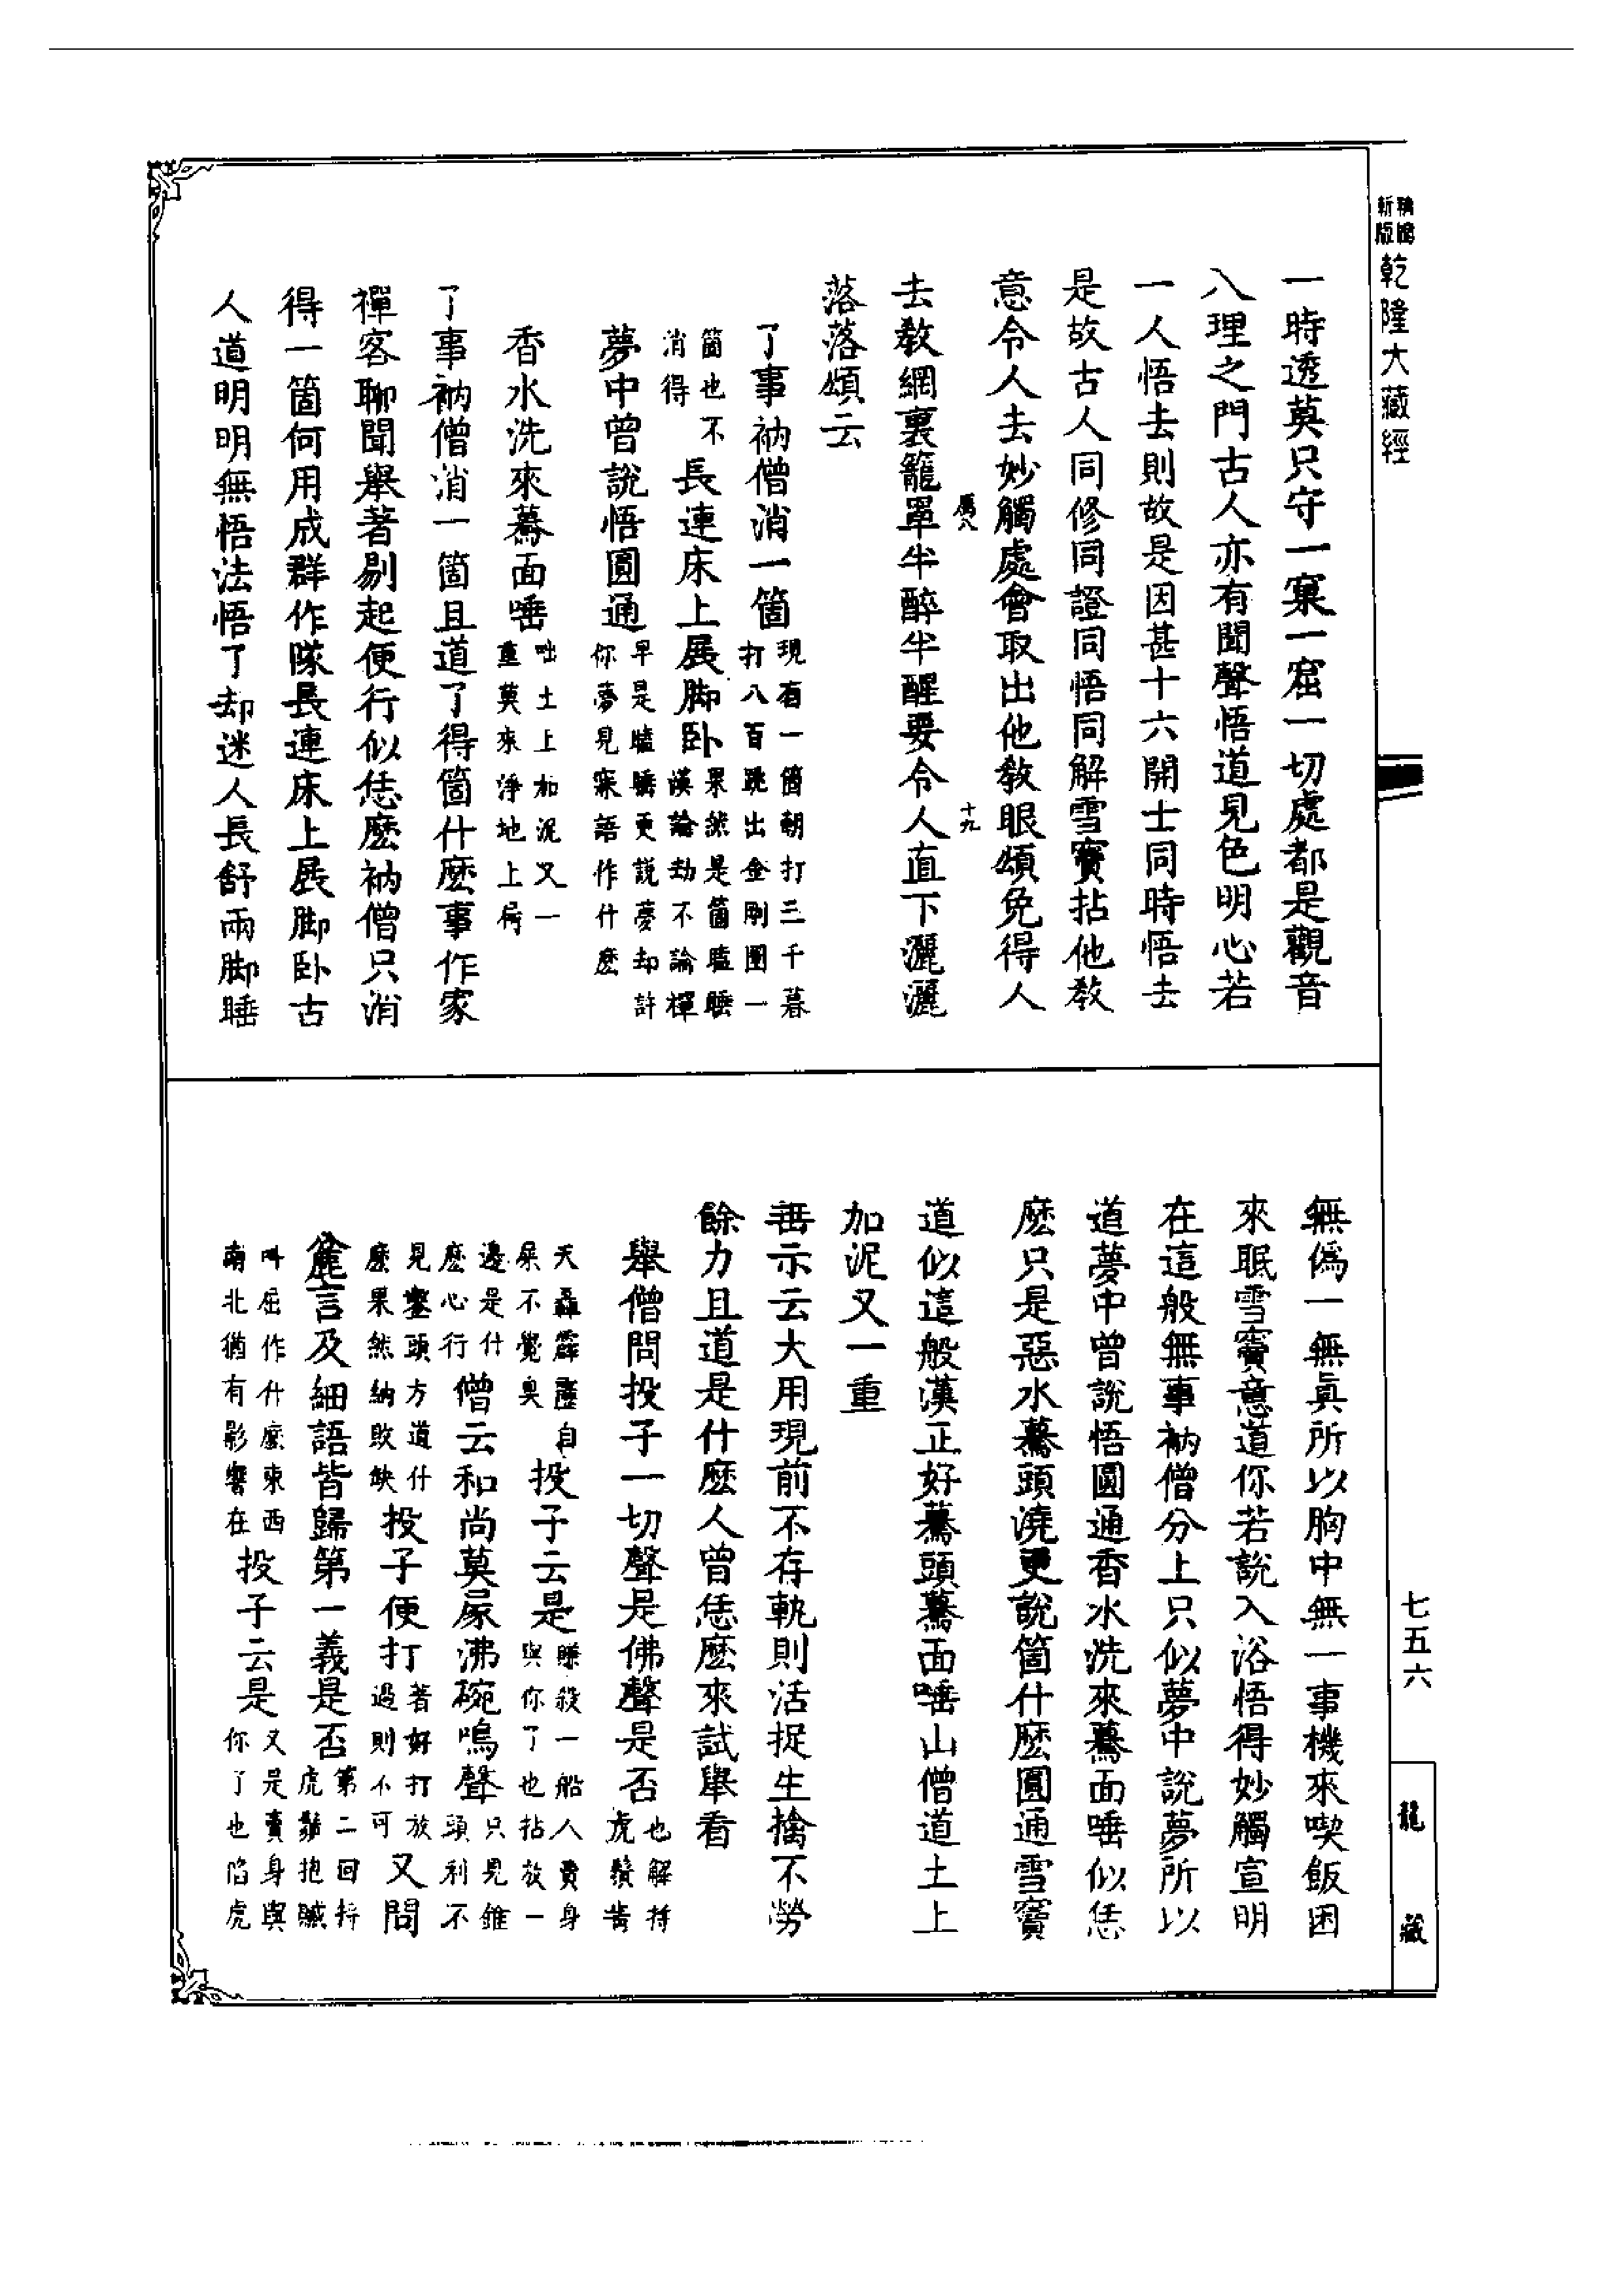 新版
乾隆大藏經
一時透莫只守一窠一窟一切處都是觀音
入理之門古人亦有聞聲悟道見色明心若
一人悟去則故是因甚十六開士同時悟去
是故古人同修同證同悟同解雪竇拈他教
意令人去妙觸處會取出他教眼頌免得人
十九
去教網裏籠罩半醉半醒要令人直下灑灑
落落頌云
了事衲僧消一箇現有一箇朝打三千暮
打八百跳出金剛圈一
箇也不
消得長連床上展脚卧果然是箇瞌睡
漢論劫不論禪
夢中曾說悟圓通早是瞌睡更說夢却許
你夢見寐語作什麽
香水洗來驀面唾咄土上加泥又一
重莫來淨地上屙
了事衲僧消一箇且道了得箇什麽事作家
禪客聊聞舉著剔起便行似恁麽衲僧只消
得一箇何用成群作隊長連床上展脚卧古
人道明明無悟法悟了却迷人長舒兩脚睡
無偽一無眞所以胸中無一事機來喫飯困
來眠雪竇意道你若說入浴悟得妙觸宣明
在這般無事衲僧分上只似夢中說夢所以
道夢中曾說悟圓通香水洗來驀面唾似恁
麽只是惡水驀頭澆更說箇什麽圓通雪竇
道似這般漢正好驀頭驀面唾山僧道土上
加泥又一重
垂示云大用現前不存軌則活捉生擒不勞
餘力且道是什麽人曾恁麽來試舉看
舉僧問投子一切聲是佛聲是否也解捋
虎鬚青
天轟霹靂自
屎不覺臭投子云是賺殺一船人賣身
與你了也拈放一
邊是什
麽心行僧云和尚莫𡱰沸碗鳴聲只見錐
頭利不
見鑿頭方道什
麽果然納敗缺投子便打著好打放
過則不可又問
麄言及細語皆歸第一義是否第二回捋
虎鬚抱贓
叫屈作什麽東西
南北猶有影響在投子云是又是賣身與
你了也陷虎
七五六
龍藏